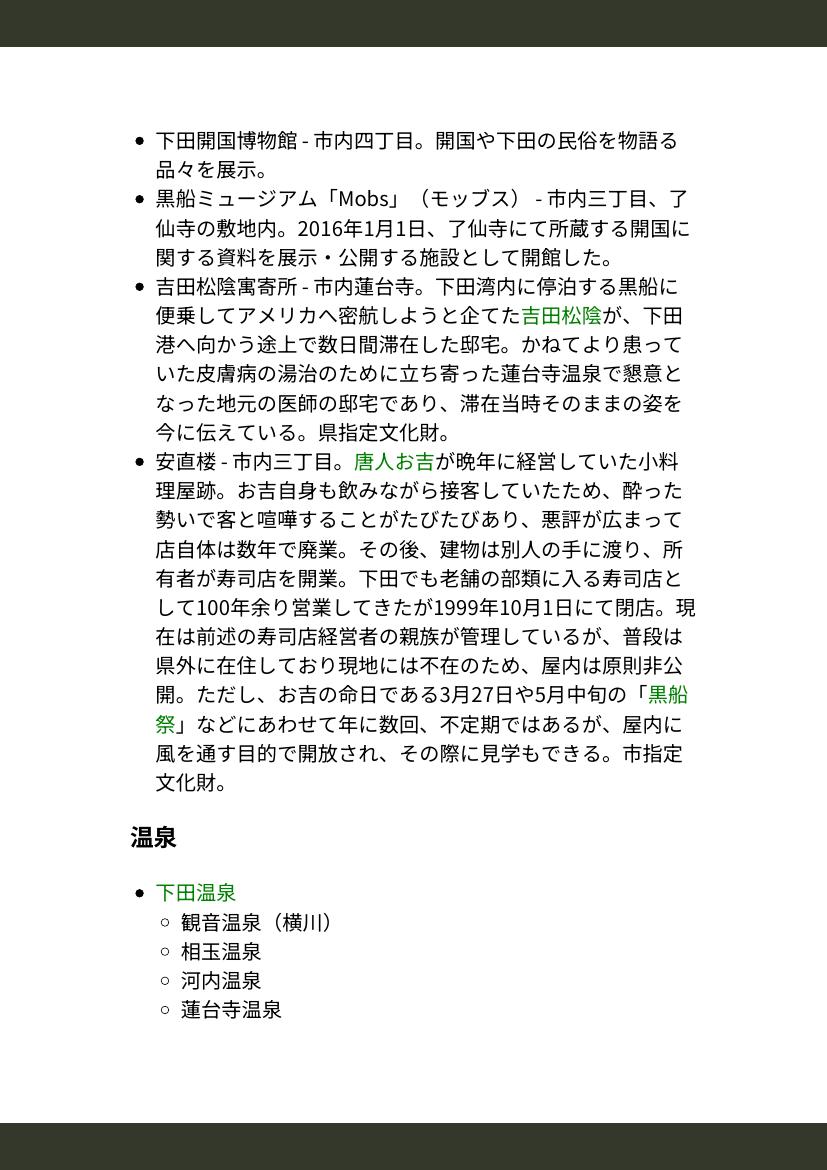 下田開国博物館 - 市内四丁目。開国や下田の民俗を物語る
品々を展示。
黒船ミュージアム「Mobs」（モッブス） - 市内三丁目、了
仙寺の敷地内。2016年1月1日、了仙寺にて所蔵する開国に
関する資料を展示・公開する施設として開館した。
吉田松陰寓寄所 - 市内蓮台寺。下田湾内に停泊する黒船に
便乗してアメリカへ密航しようと企てた吉田松陰が、下田
港へ向かう途上で数日間滞在した邸宅。かねてより患って
いた皮膚病の湯治のために立ち寄った蓮台寺温泉で懇意と
なった地元の医師の邸宅であり、滞在当時そのままの姿を
今に伝えている。県指定文化財。
安直楼 - 市内三丁目。唐人お吉が晩年に経営していた小料
理屋跡。お吉自身も飲みながら接客していたため、酔った
勢いで客と喧嘩することがたびたびあり、悪評が広まって
店自体は数年で廃業。その後、建物は別人の手に渡り、所
有者が寿司店を開業。下田でも老舗の部類に入る寿司店と
して100年余り営業してきたが1999年10月1日にて閉店。現
在は前述の寿司店経営者の親族が管理しているが、普段は
県外に在住しており現地には不在のため、屋内は原則非公
開。ただし、お吉の命日である3月27日や5月中旬の「黒船
祭」などにあわせて年に数回、不定期ではあるが、屋内に
風を通す目的で開放され、その際に見学もできる。市指定
文化財。
温泉
下田温泉
観音温泉（横川）
相玉温泉
河内温泉
蓮台寺温泉